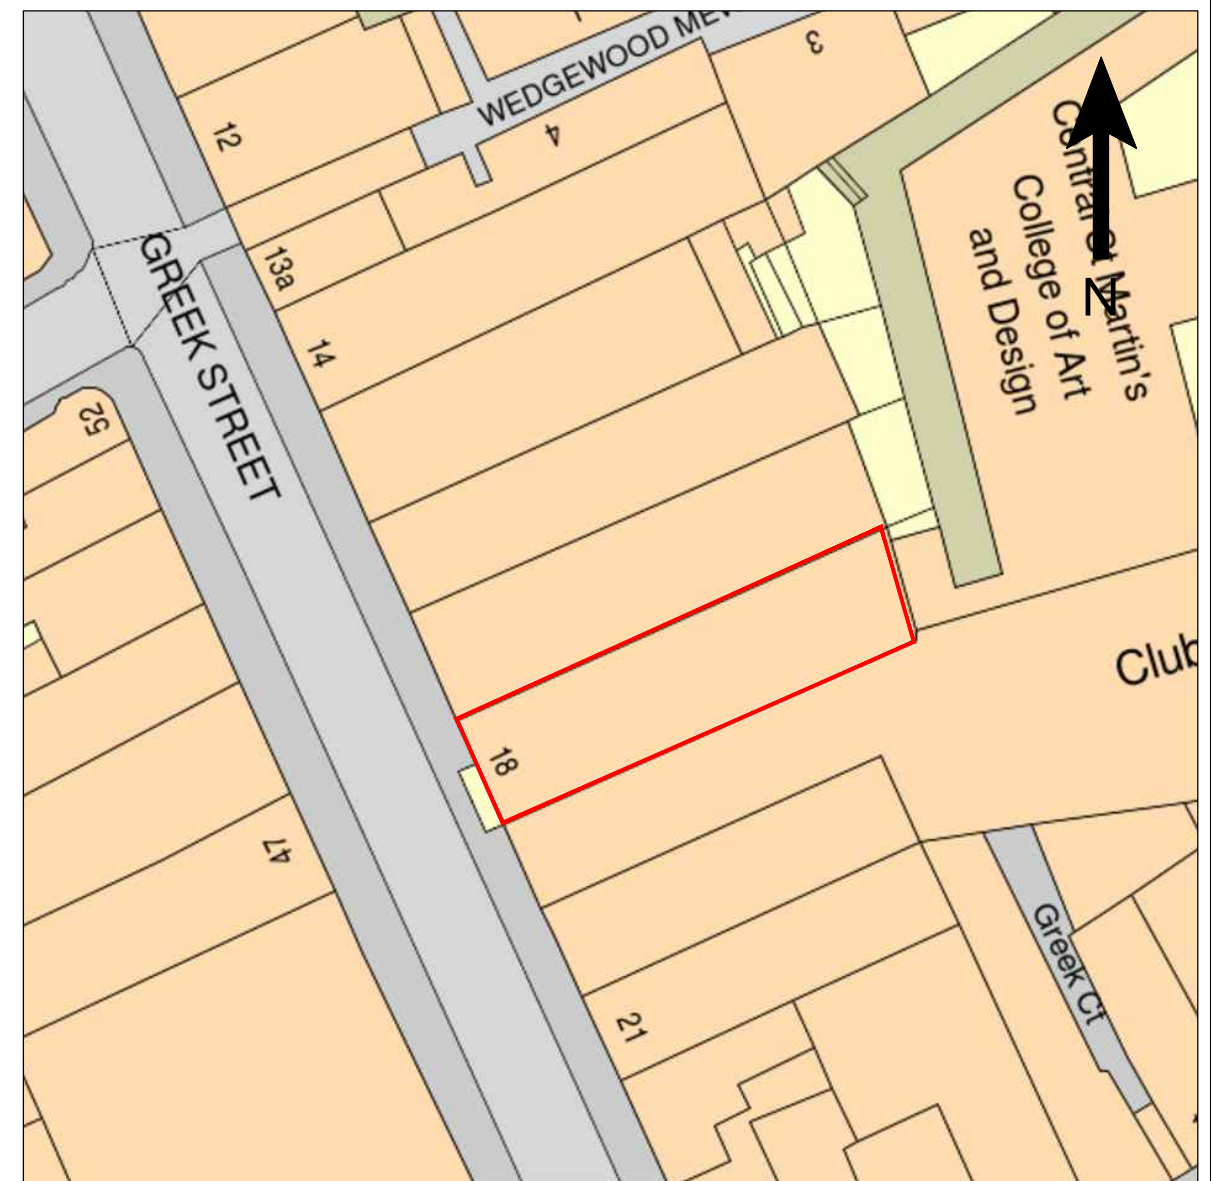 WEDGEWOOD MEW
3
4
12
Central St Martin's
College of Art
and Design
N
GREEK STREET
13a
14
52
18
Club
47
Greek Ct
21